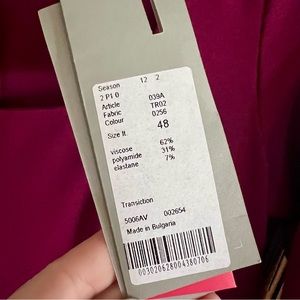 Season 12 2
2 P1 0 039A
Article TR02
Fabric 0256
Colour
Size It. 48
viscose 62%
polyamide 31%
elastane 7%
Transiction
5006AV 002654
Made in Bulgaria
003020628004380706